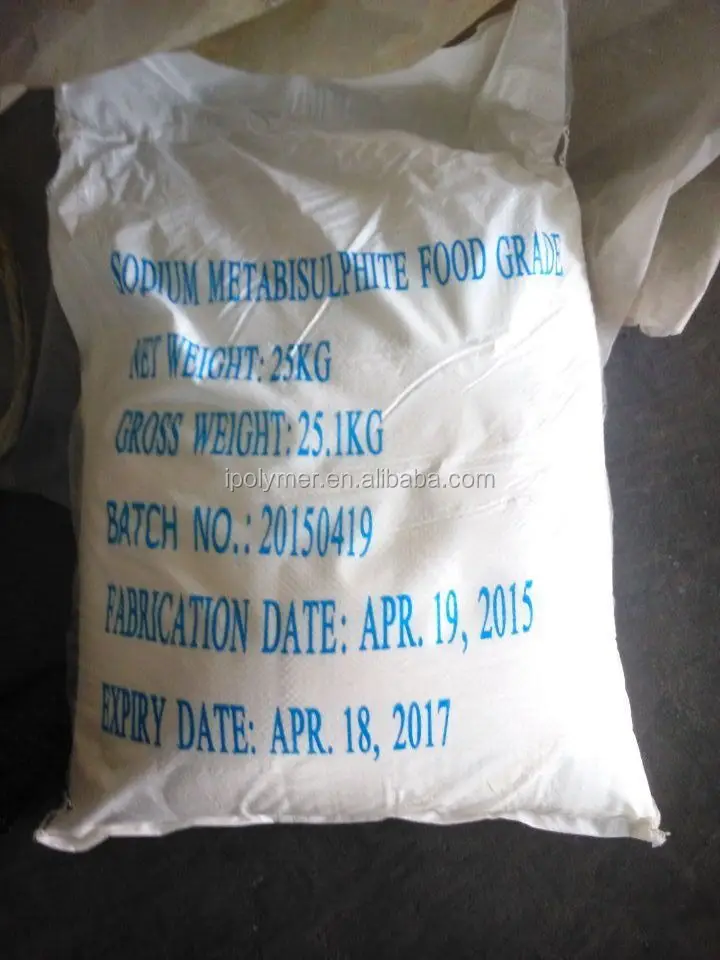 SODIUM METABISULPHITE FOOD GRADE
NET WEIGHT: 25KG
GROSS WEIGHT: 25.1KG
ipolymer.en.alibaba.com
BATCH NO.: 20150419
FABRICATION DATE: APR. 19, 2015
EXPIRY DATE: APR. 18, 2017